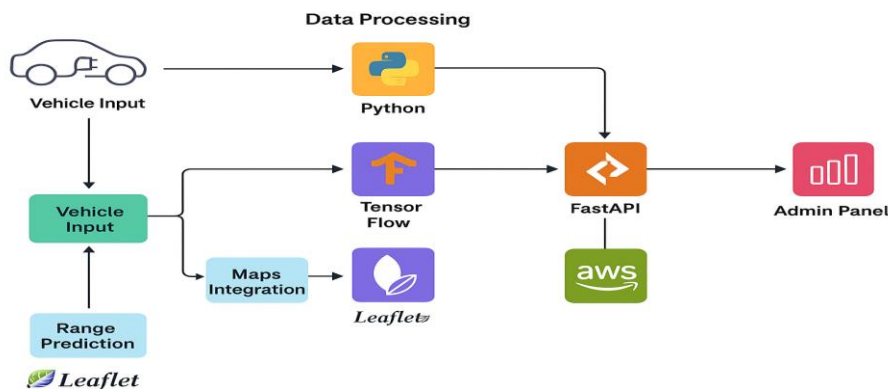 Data Processing
Vehicle Input
Python
Vehicle
Input
Tensor
Flow
FastAPI
Admin Panel
Maps
Integration
Leaflet
aws
Range
Prediction
Leaflet